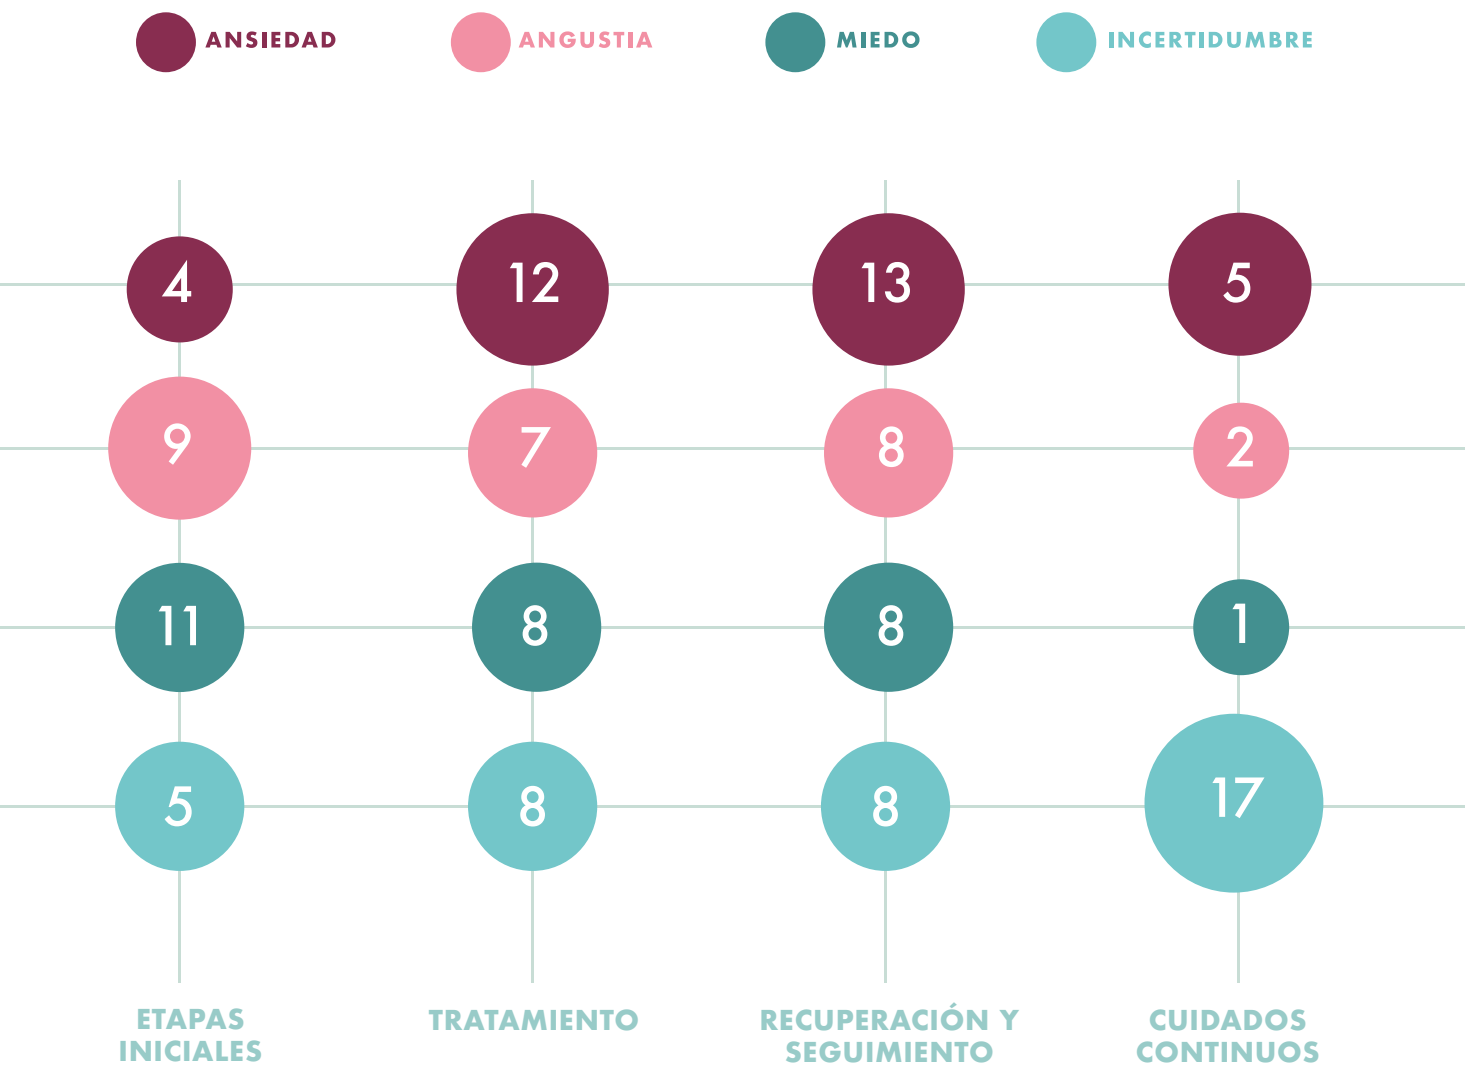 ANSIEDAD ANGUSTIA MIEDO INCERTIDUMBRE
4 12 13 5
9 7 8 2
11 8 8 1
5 8 8 17
ETAPAS
INICIALES
TRATAMIENTO
RECUPERACIÓN Y
SEGUIMIENTO
CUIDADOS
CONTINUOS